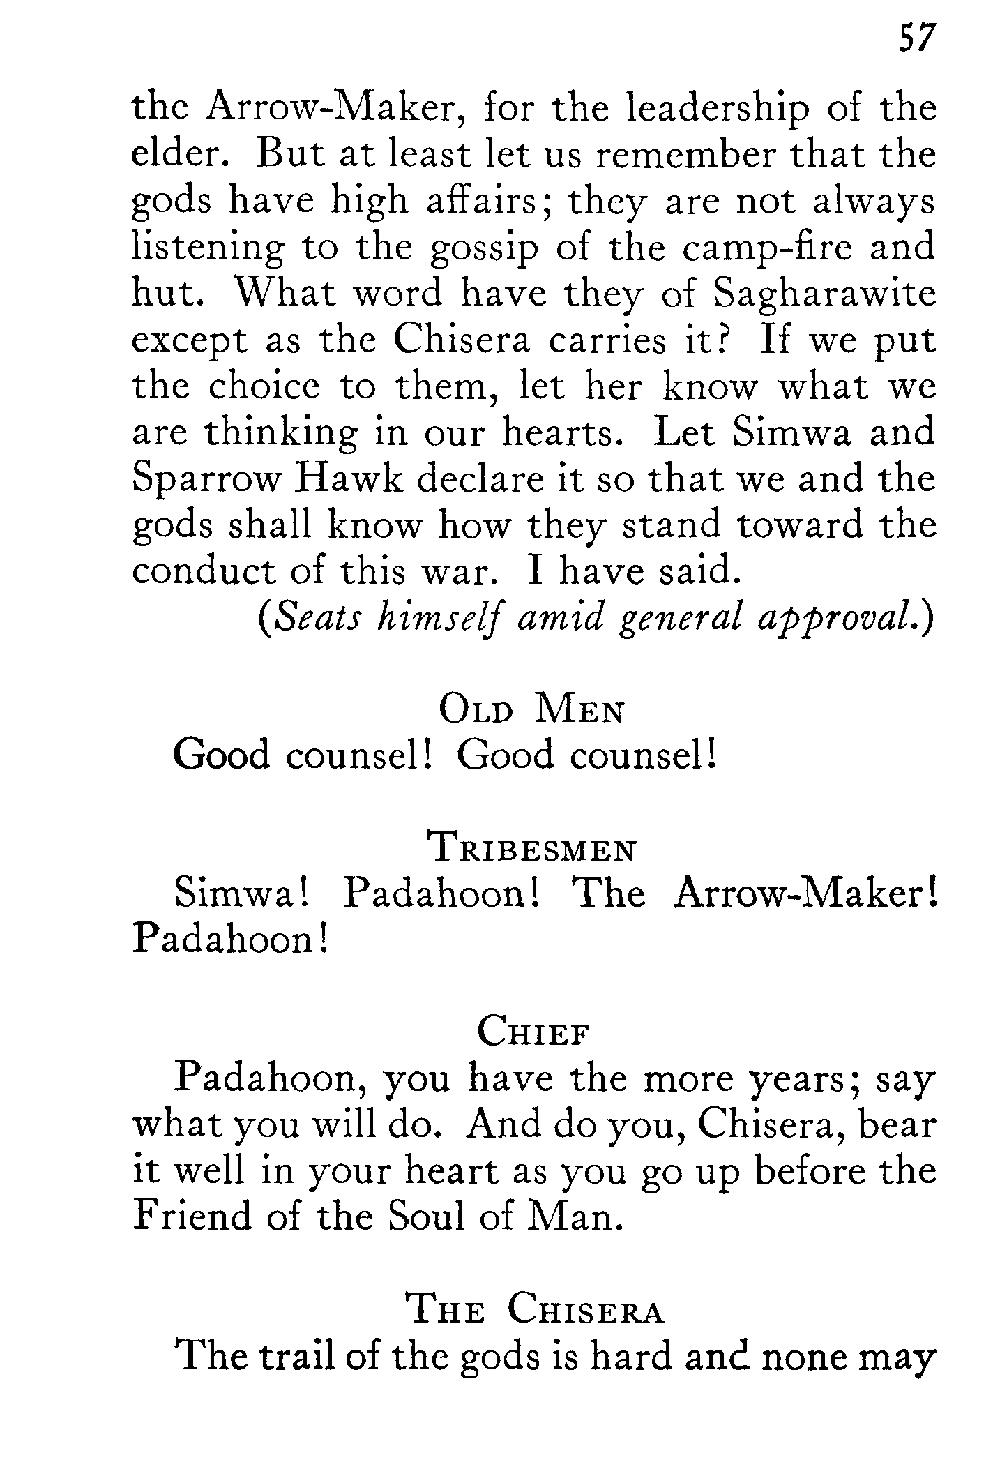 57
the Arrow-Maker, for the leadership of the
elder. But at least let us remember that the
gods have high affairs; they are not always
listening to the gossip of the camp-fire and
hut. What word have they of Sagharawite
except as the Chisera carries it? If we put
the choice to them, let her know what we
are thinking in our hearts. Let Simwa and
Sparrow Hawk declare it so that we and the
gods shall know how they stand toward the
conduct of this war. I have said.
(Seats himself amid general approval.)
OLD MEN
Good counsel! Good counsel!
TRIBESMEN
Simwa! Padahoon! The Arrow-Maker!
Padahoon!
CHIEF
Padahoon, you have the more years; say
what you will do. And do you, Chisera, bear
it well in your heart as you go up before the
Friend of the Soul of Man.
THE CHISERA
The trail of the gods is hard and none may